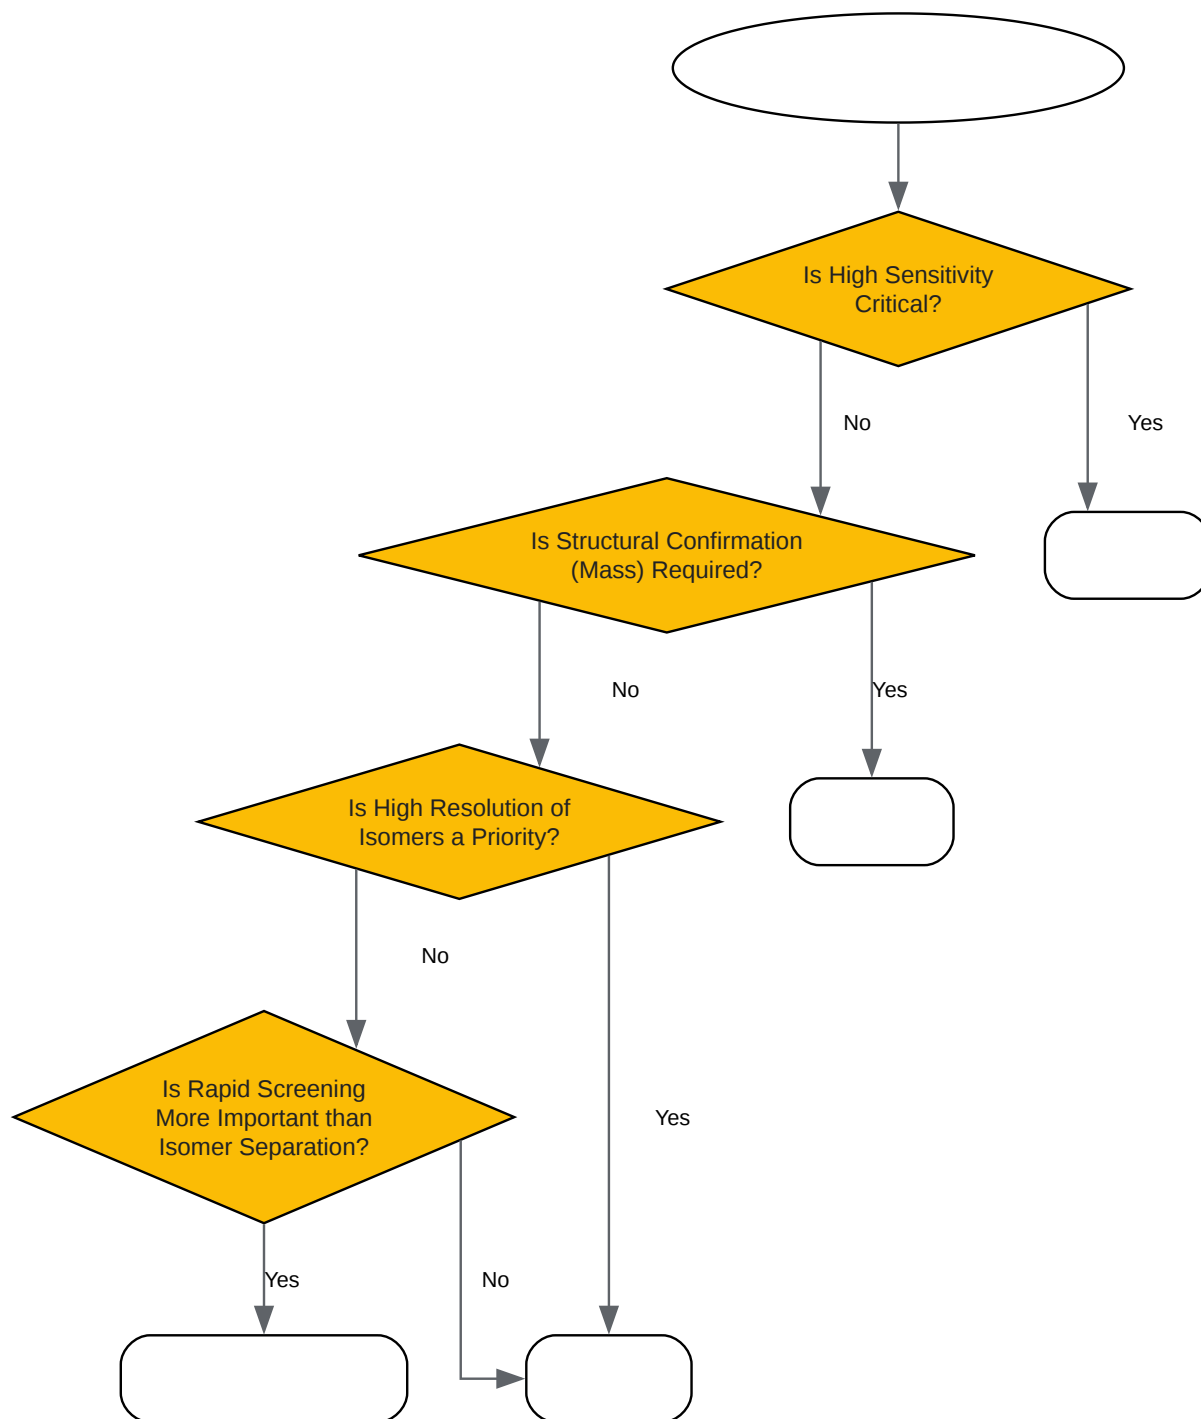 Is High Sensitivity
Critical?
No
Yes
Is Structural Confirmation
(Mass) Required?
No
Yes
Is High Resolution of
Isomers a Priority?
No
Is Rapid Screening
More Important than
Isomer Separation?
Yes
Yes
No